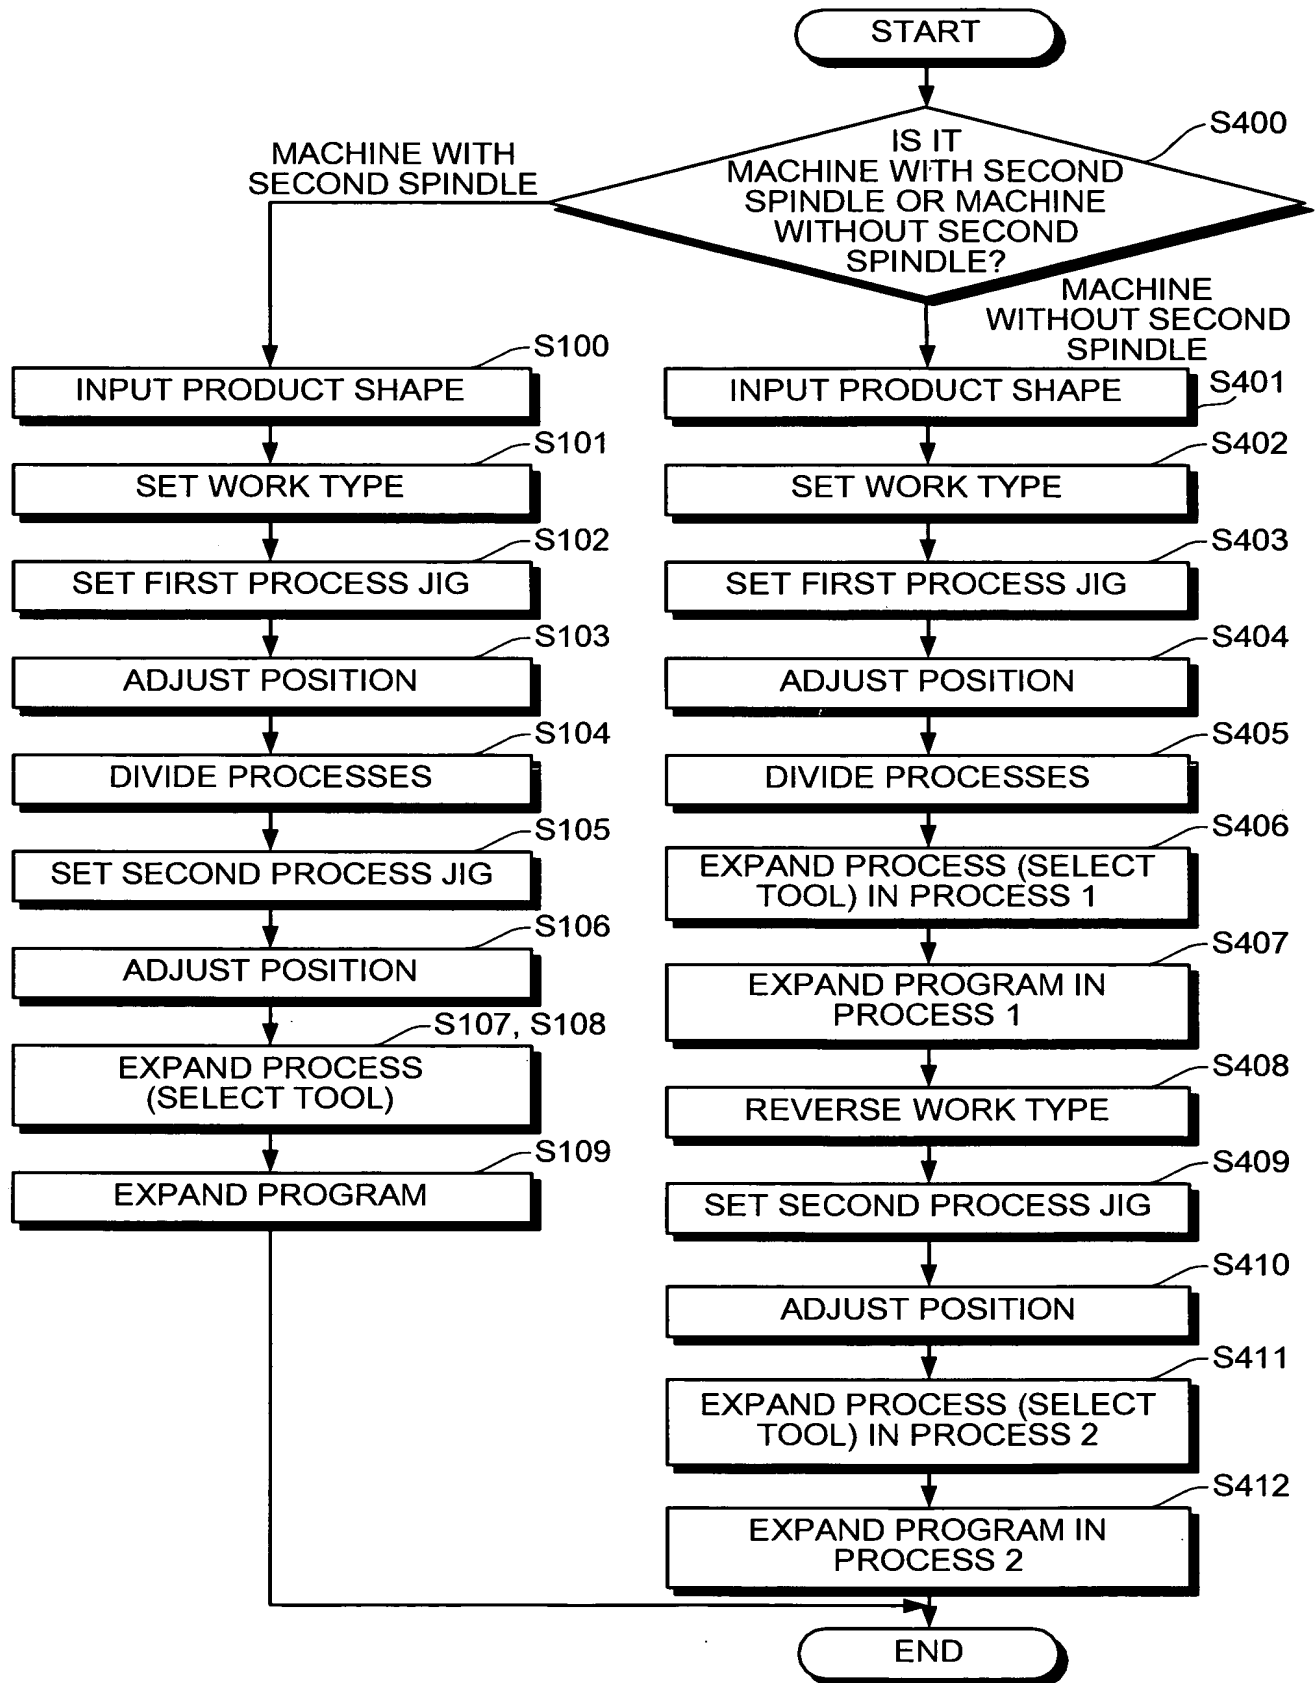 START
S400
IS IT
MACHINE WITH SECOND
SPINDLE OR MACHINE
WITHOUT SECOND
SPINDLE?
MACHINE WITH
SECOND SPINDLE
MACHINE
WITHOUT SECOND
SPINDLE
S100
INPUT PRODUCT SHAPE
S101
SET WORK TYPE
S102
SET FIRST PROCESS JIG
S103
ADJUST POSITION
S104
DIVIDE PROCESSES
S105
SET SECOND PROCESS JIG
S106
ADJUST POSITION
S107, S108
EXPAND PROCESS
(SELECT TOOL)
S109
EXPAND PROGRAM
S401
INPUT PRODUCT SHAPE
S402
SET WORK TYPE
S403
SET FIRST PROCESS JIG
S404
ADJUST POSITION
S405
DIVIDE PROCESSES
S406
EXPAND PROCESS (SELECT
TOOL) IN PROCESS 1
S407
EXPAND PROGRAM IN
PROCESS 1
S408
REVERSE WORK TYPE
S409
SET SECOND PROCESS JIG
S410
ADJUST POSITION
S411
EXPAND PROCESS (SELECT
TOOL) IN PROCESS 2
S412
EXPAND PROGRAM IN
PROCESS 2
END